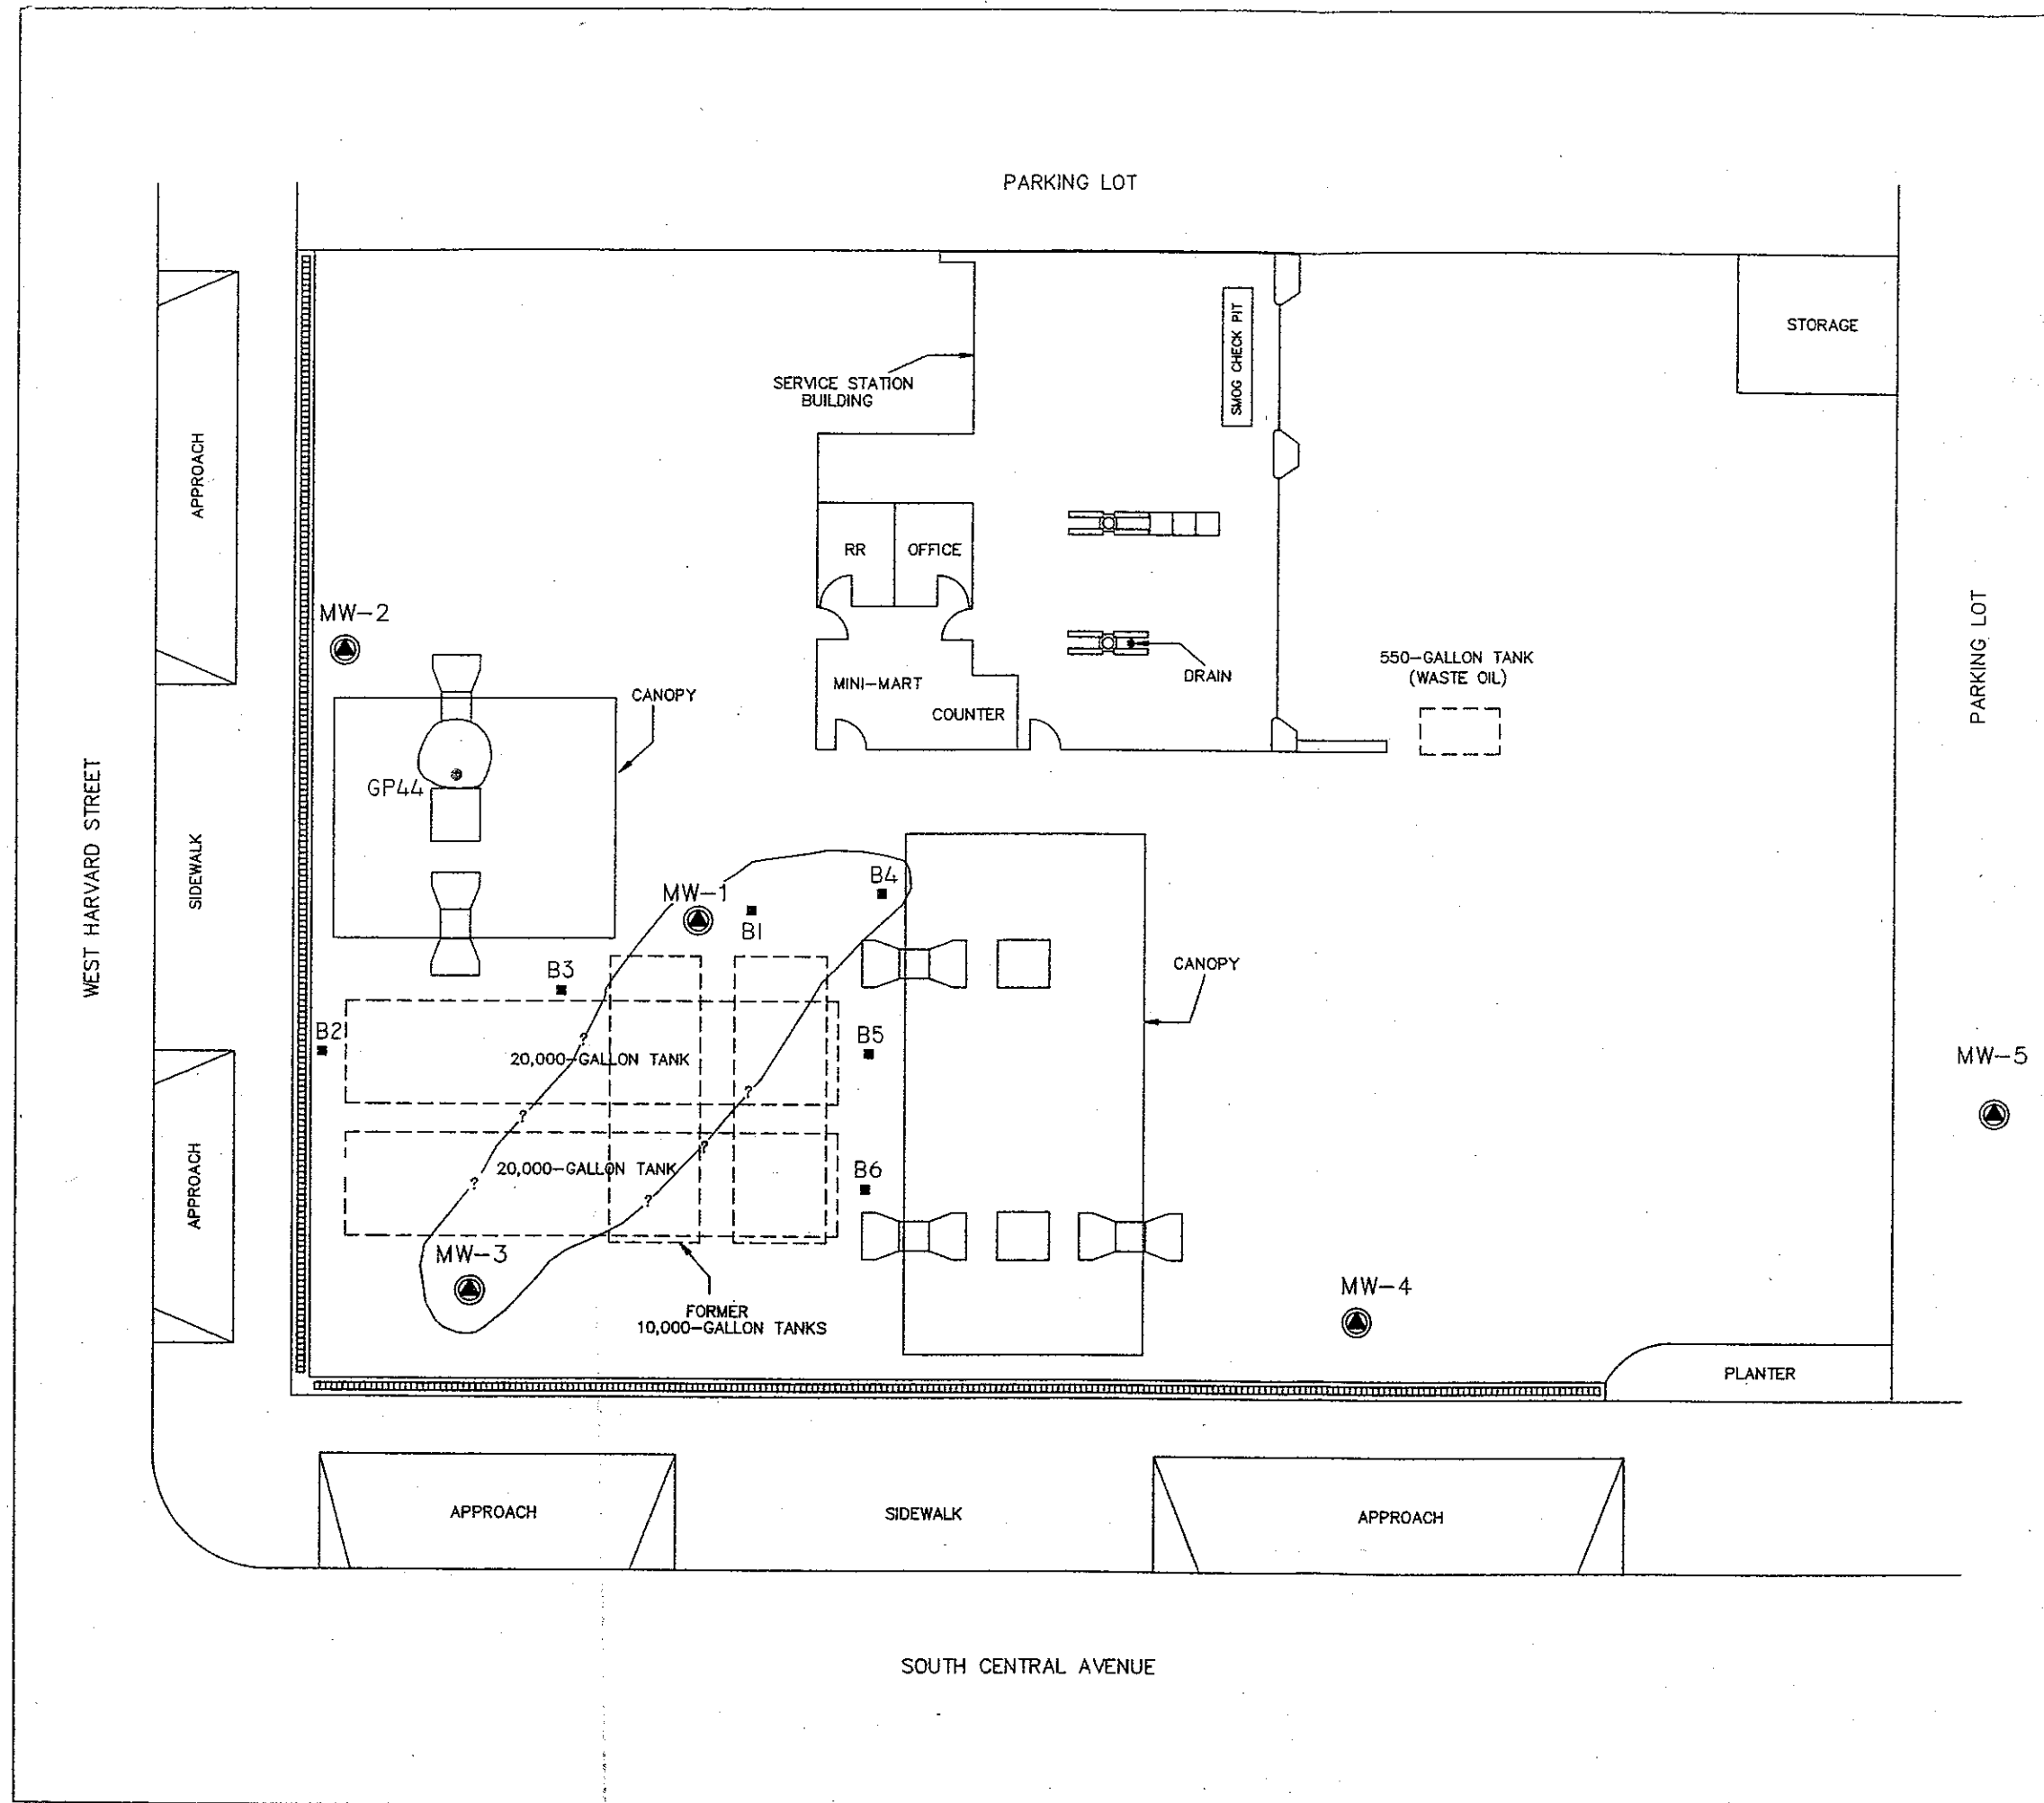 PARKING LOT
STORAGE
SMOG CHECK PIT
SERVICE STATION
BUILDING
APPROACH
RR
OFFICE
MW-2
PARKING LOT
550-GALLON TANK
(WASTE OIL)
DRAIN
MINI-MART
CANOPY
COUNTER
GP44
WEST HARVARD STREET
SIDEWALK
B4
MW-1
B1
B3
CANOPY
B2
B5
20,000-GALLON TANK
?
?
?
MW-5
20,000-GALLON TANK
?
?
?
B6
APPROACH
MW-3
MW-4
FORMER
10,000-GALLON TANKS
PLANTER
APPROACH
SIDEWALK
APPROACH
SOUTH CENTRAL AVENUE